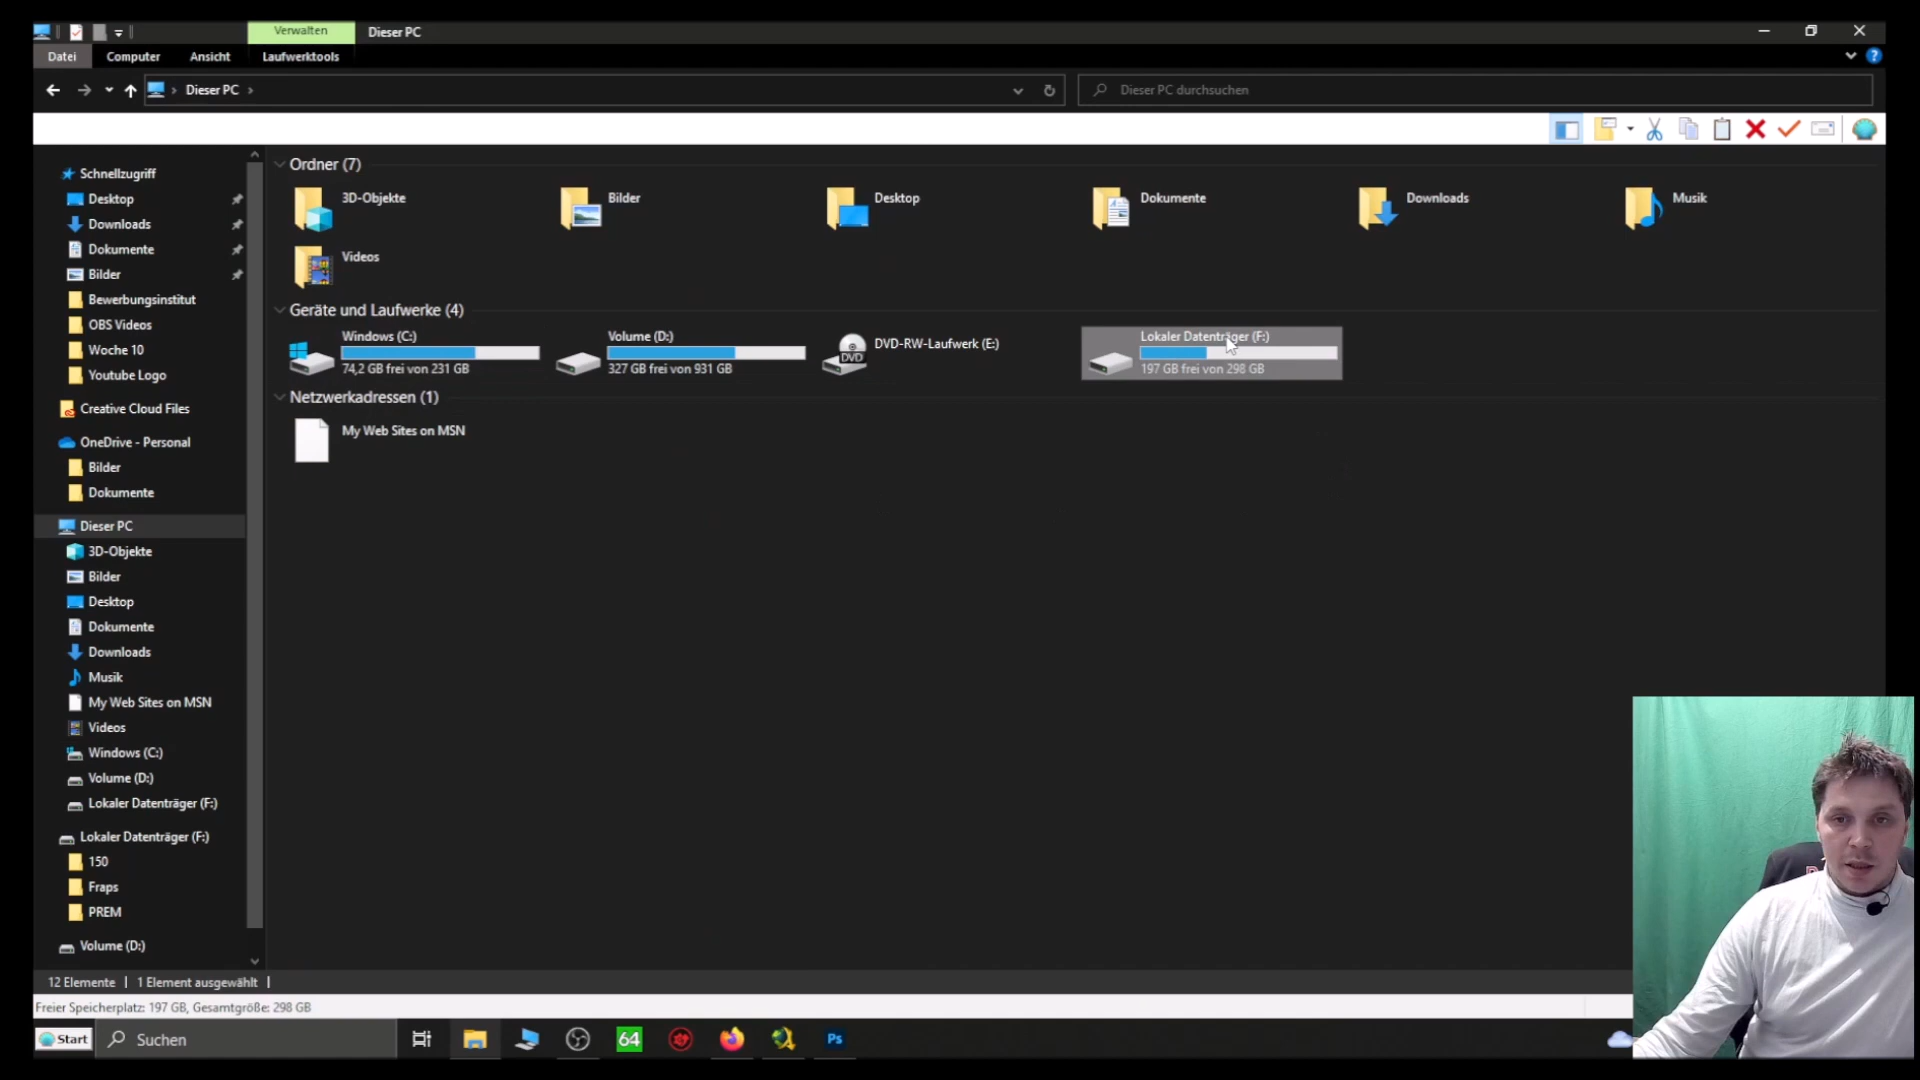 Verwalten
Dieser PC
Datei
Computer
Ansicht
Laufwerktools
Dieser PC
Dieser PC durchsuchen
Schnellzugriff
Desktop
Downloads
Dokumente
Bilder
Bewerbungsinstitut
OBS Videos
Woche 10
Youtube Logo
Creative Cloud Files
OneDrive - Personal
Bilder
Dokumente
Dieser PC
3D-Objekte
Bilder
Desktop
Dokumente
Downloads
Musik
My Web Sites on MSN
Videos
Windows (C:)
Volume (D:)
Lokaler Datenträger (F:)
Lokaler Datenträger (F:)
150
Fraps
PREM
Volume (D:)
Ordner (7)
3D-Objekte
Bilder
Desktop
Dokumente
Downloads
Musik
Videos
Geräte und Laufwerke (4)
Windows (C:)
74,2 GB frei von 231 GB
Volume (D:)
327 GB frei von 931 GB
DVD
DVD-RW-Laufwerk (E:)
Lokaler Datenträger (F:)
197 GB frei von 298 GB
Netzwerkadressen (1)
My Web Sites on MSN
12 Elemente
1 Element ausgewählt
Freier Speicherplatz: 197 GB, Gesamtgröße: 298 GB
Start
Suchen
64
Ps